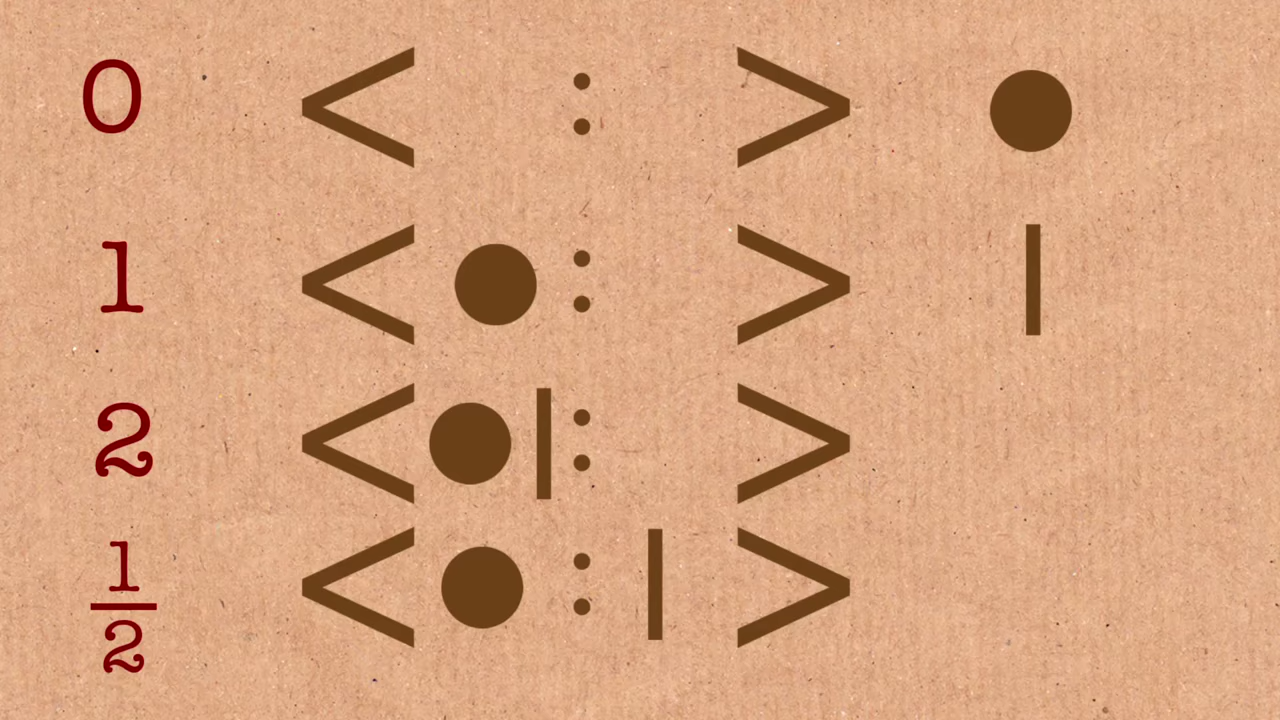 0 < : > ●
1 < ● : > |
2 < ● | : >
1/2 < ● : | >